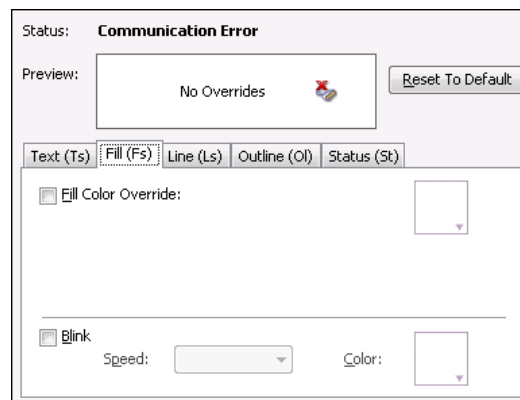 Status: Communication Error
Preview: No Overrides Reset To Default
Text (Ts) Fill (Fs) Line (Ls) Outline (Ol) Status (St)
Fill Color Override:
Blink
Speed: Color: